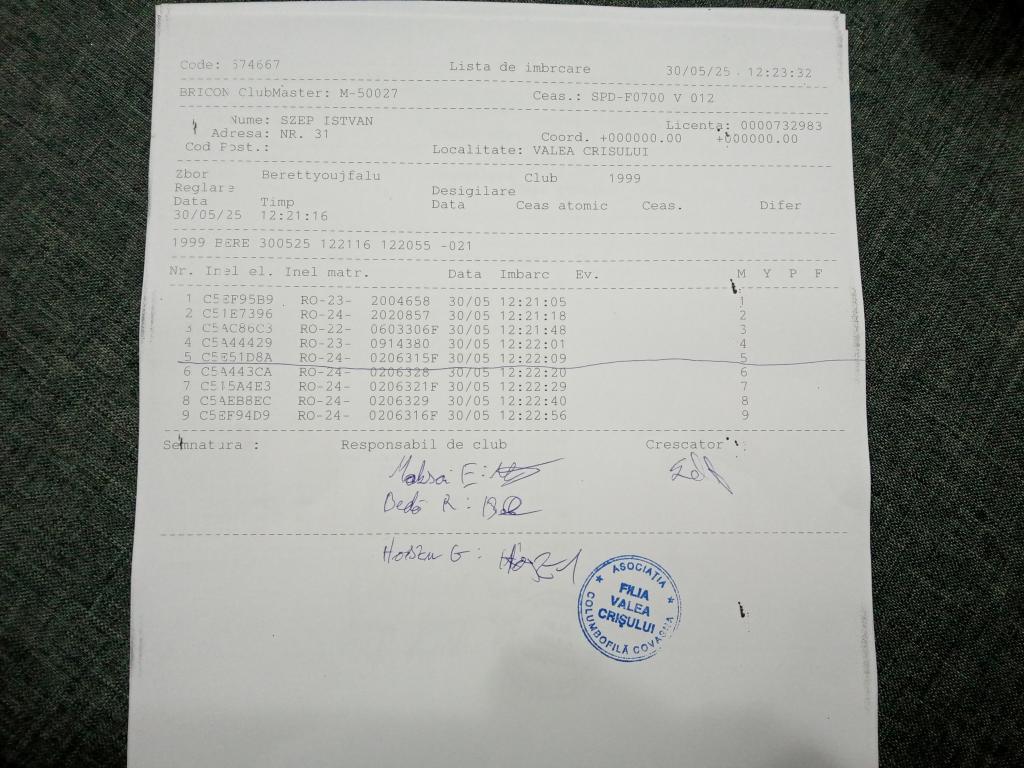 Code: 574667 Lista de imbrcare 30/05/25 . 12:23:32
BRICON ClubMaster: M-50027 Ceas.: SPD-F0700 V 012
Nume: SZEP ISTVAN Licenta: 0000732983
Adresa: NR. 31 Coord. +000000.00 +000000.00
Cod Post.: Localitate: VALEA CRISULUI
Zbor Berettyoujfalu Club 1999
Reglare Desigilare
Data Timp Data Ceas atomic Ceas. Difer
30/05/25 12:21:16
1999 BERE 300525 122116 122055 -021
Nr. Inel el. Inel matr. Data Imbarc Ev. M Y P F
1 C5EF95B9 RO-23- 2004658 30/05 12:21:05 1
2 C51E7396 RO-24- 2020857 30/05 12:21:18 2
3 C5AC86C3 RO-22- 0603306F 30/05 12:21:48 3
4 C5A44429 RO-23- 0914380 30/05 12:22:01 4
5 C5E51D8A RO-24- 0206315F 30/05 12:22:09 5
6 C5A443CA RO-24- 0206328 30/05 12:22:20 6
7 C515A4E3 RO-24- 0206321F 30/05 12:22:29 7
8 C5AEB8EC RO-24- 0206329 30/05 12:22:40 8
9 C5EF94D9 RO-24- 0206316F 30/05 12:22:56 9
Semnatura : Responsabil de club Crescator
E:
R:
G:
ASOCIAŢIA
COLUMBOFILĂ COVASNA
FILIA
VALEA
CRIŞULUI